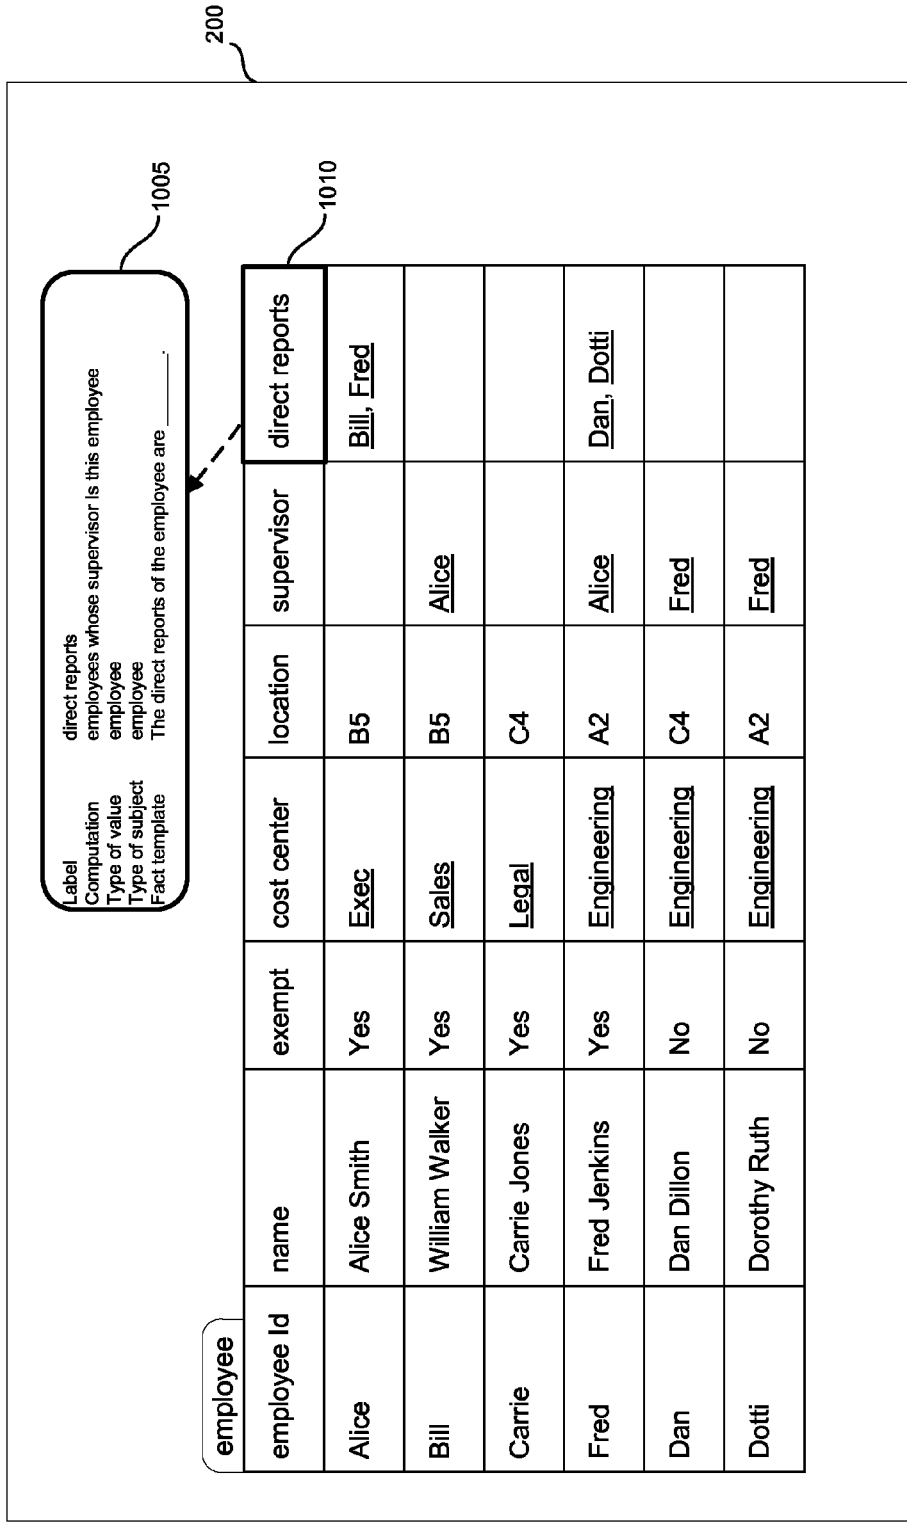 200
1005
Label direct reports
Computation employees whose supervisor Is this employee
Type of value employee
Type of subject employee
Fact template The direct reports of the employee are ________.
1010
employee
employee Id name exempt cost center location supervisor direct reports
Alice Alice Smith Yes Exec B5 Bill, Fred
Bill William Walker Yes Sales B5 Alice
Carrie Carrie Jones Yes Legal C4
Fred Fred Jenkins Yes Engineering A2 Alice Dan, Dotti
Dan Dan Dillon No Engineering C4 Fred
Dotti Dorothy Ruth No Engineering A2 Fred